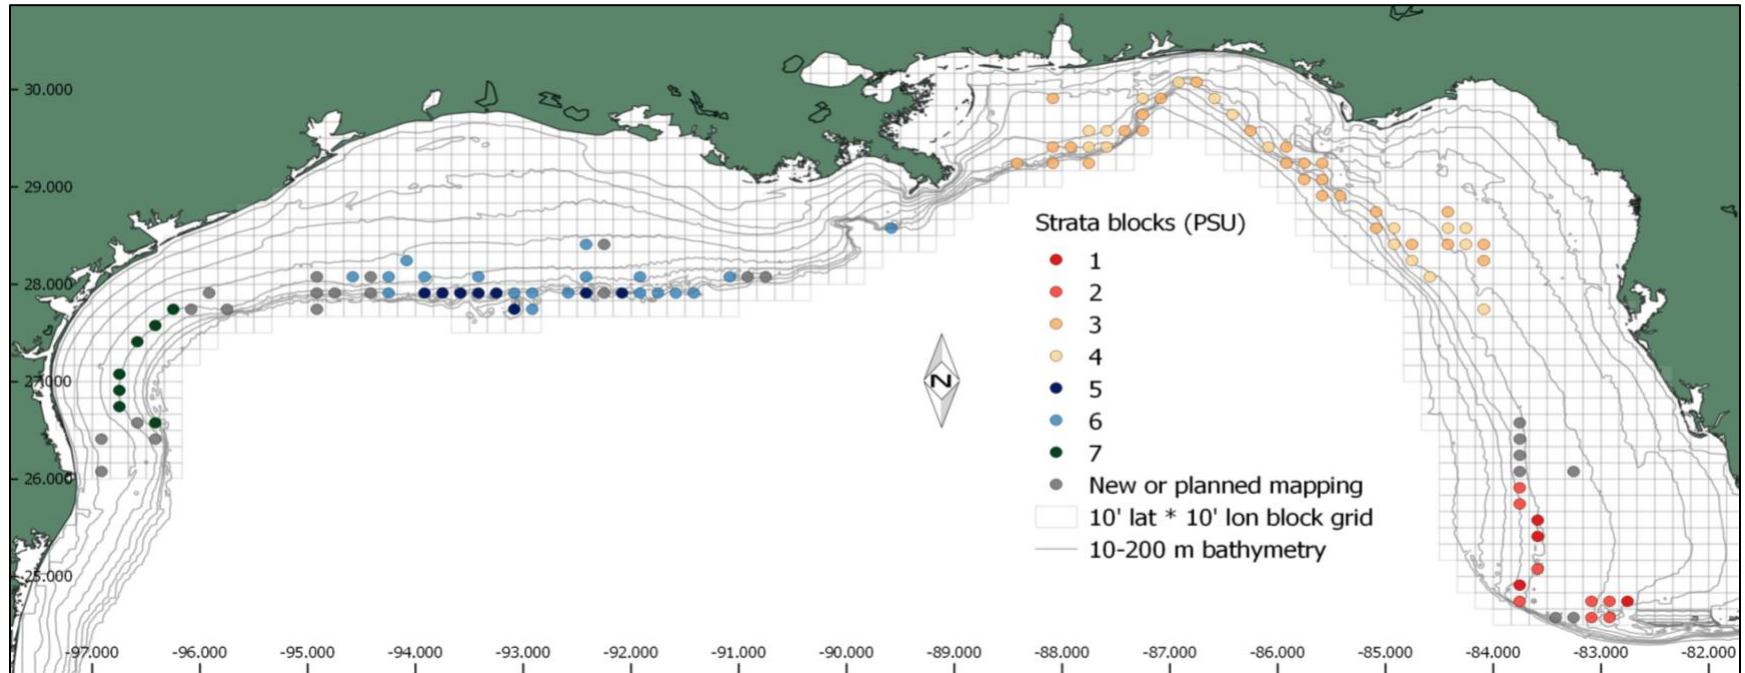 30.000
29.000
28.000
27.000
26.000
25.000
Strata blocks (PSU)
1
2
3
4
5
6
7
New or planned mapping
10' lat * 10' lon block grid
10-200 m bathymetry
N
-97.000 -96.000 -95.000 -94.000 -93.000 -92.000 -91.000 -90.000 -89.000 -88.000 -87.000 -86.000 -85.000 -84.000 -83.000 -82.000